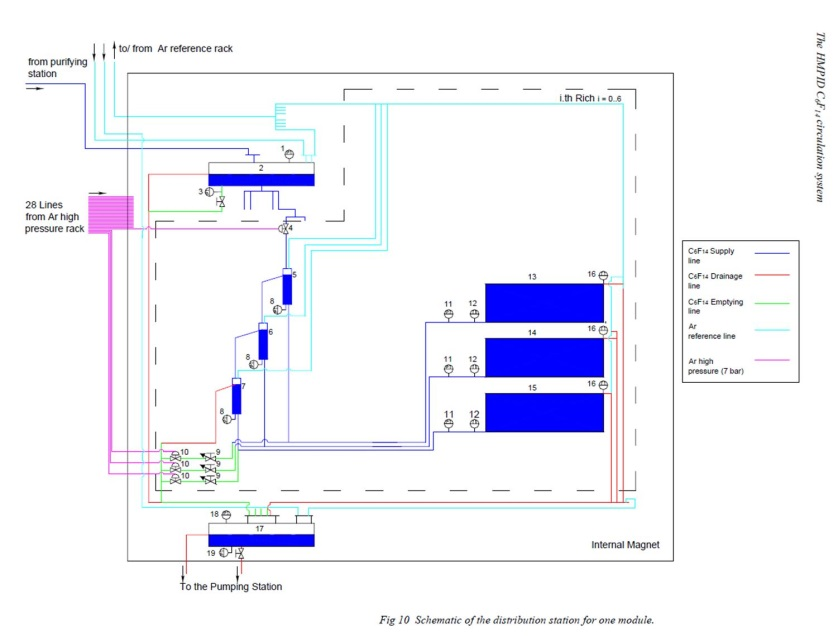 The HMPID C6F14 circulation system
to/ from Ar reference rack
from purifying
station
i.th Rich i = 0..6
1
2
3
28 Lines
from Ar high
pressure rack
4
5
8
6
8
7
8
10 9
10 9
10 9
13
16
11 12
14
16
11 12
15
16
11 12
C6F14 Supply
line
C6F14 Drainage
line
C6F14 Emptying
line
Ar
reference line
Ar high
pressure (7 bar)
18
17
19
Internal Magnet
To the Pumping Station
Fig 10 Schematic of the distribution station for one module.